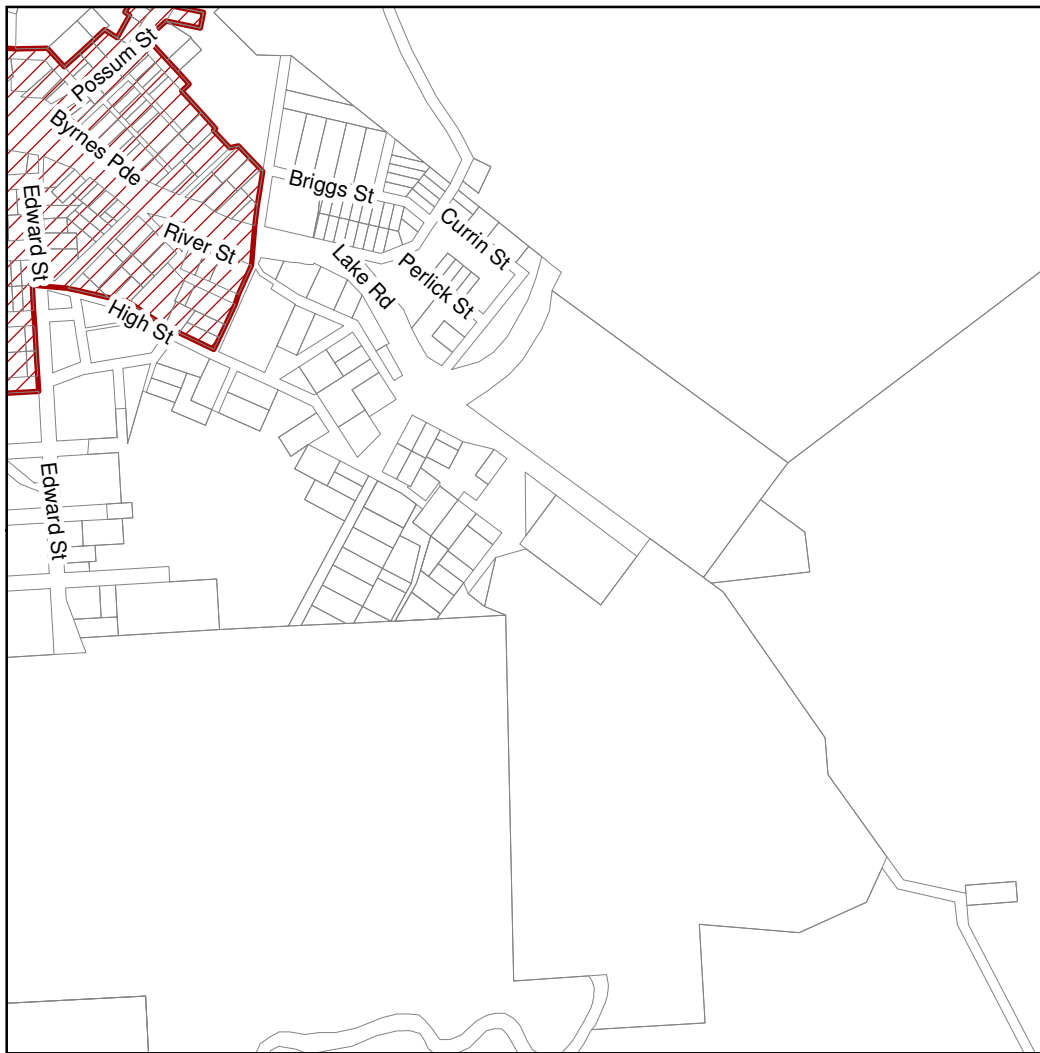 Possum St
Byrnes Pde
Briggs St
Edward St
River St
Currin St
Lake Rd
Perlick St
High St
Edward St